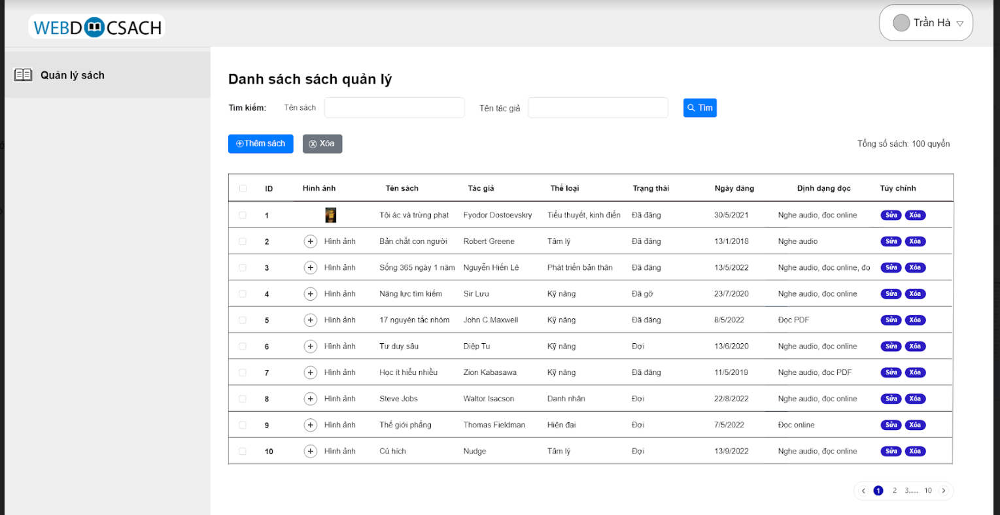 WEBDOCSACH
Trần Hà
Quản lý sách
Danh sách sách quản lý
Tìm kiếm: Tên sách Tên tác giả Tìm
Thêm sách Xóa Tổng số sách: 100 quyển
ID Hình ảnh Tên sách Tác giả Thể loại Trạng thái Ngày đăng Định dạng đọc Tùy chỉnh
1 Tội ác và trừng phạt Fyodor Dostoevskry Tiểu thuyết, kinh điển Đã đăng 30/5/2021 Nghe audio, đọc online Sửa Xóa
2 Hình ảnh Bản chất con người Robert Greene Tâm lý Đã đăng 13/1/2018 Nghe audio Sửa Xóa
3 Hình ảnh Sống 365 ngày 1 năm Nguyễn Hiến Lê Phát triển bản thân Đã đăng 13/5/2022 Nghe audio, đọc online, đọ Sửa Xóa
4 Hình ảnh Năng lực tìm kiếm Sir Lưu Kỹ năng Đã gỡ 23/7/2020 Nghe audio, đọc online Sửa Xóa
5 Hình ảnh 17 nguyên tắc nhóm John C.Maxwell Kỹ năng Đã đăng 8/5/2022 Đọc PDF Sửa Xóa
6 Hình ảnh Tư duy sâu Diệp Tu Kỹ năng Đợi 13/6/2020 Nghe audio, đọc online Sửa Xóa
7 Hình ảnh Học ít hiểu nhiều Zion Kabasawa Kỹ năng Đã đăng 11/5/2019 Nghe audio, đọc PDF Sửa Xóa
8 Hình ảnh Steve Jobs Waltor Isacson Danh nhân Đợi 22/8/2022 Nghe audio, đọc online Sửa Xóa
9 Hình ảnh Thế giới phẳng Thomas Fieldman Hiện đại Đợi 7/5/2022 Đọc online Sửa Xóa
10 Hình ảnh Cú hích Nudge Tâm lý Đợi 13/9/2022 Nghe audio, đọc online Sửa Xóa
1 2 3...... 10